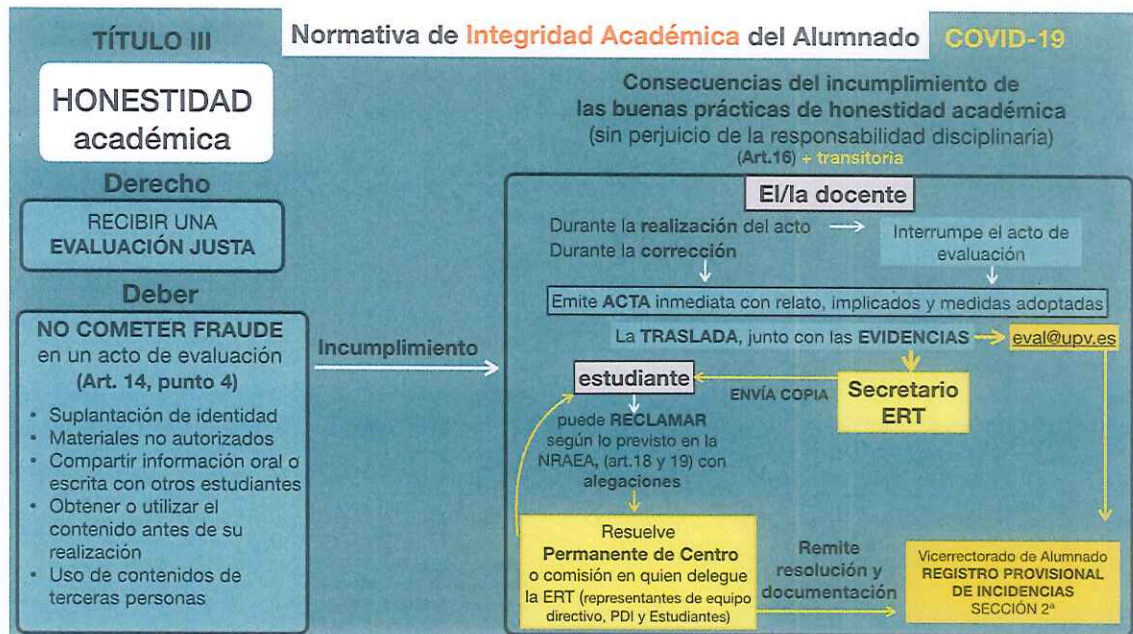 TÍTULO III
Normativa de Integridad Académica del Alumnado
COVID-19
HONESTIDAD
académica
Derecho
RECIBIR UNA
EVALUACIÓN JUSTA
Deber
NO COMETER FRAUDE
en un acto de evaluación
(Art. 14, punto 4)
• Suplantación de identidad
• Materiales no autorizados
• Compartir información oral o
escrita con otros estudiantes
• Obtener o utilizar el
contenido antes de su
realización
• Uso de contenidos de
terceras personas
Incumplimiento
Consecuencias del incumplimiento de
las buenas prácticas de honestidad académica
(sin perjuicio de la responsabilidad disciplinaria)
(Art.16) + transitoria
El/la docente
Durante la realización del acto
Durante la corrección
Interrumpe el acto de
evaluación
Emite ACTA inmediata con relato, implicados y medidas adoptadas
La TRASLADA, junto con las EVIDENCIAS
eval@upv.es
estudiante
ENVÍA COPIA
Secretario
ERT
puede RECLAMAR
según lo previsto en la
NRAEA, (art.18 y 19) con
alegaciones
Resuelve
Permanente de Centro
o comisión en quien delegue
la ERT (representantes de equipo
directivo, PDI y Estudiantes)
Remite
resolución y
documentación
Vicerrectorado de Alumnado
REGISTRO PROVISIONAL
DE INCIDENCIAS
SECCIÓN 2ª